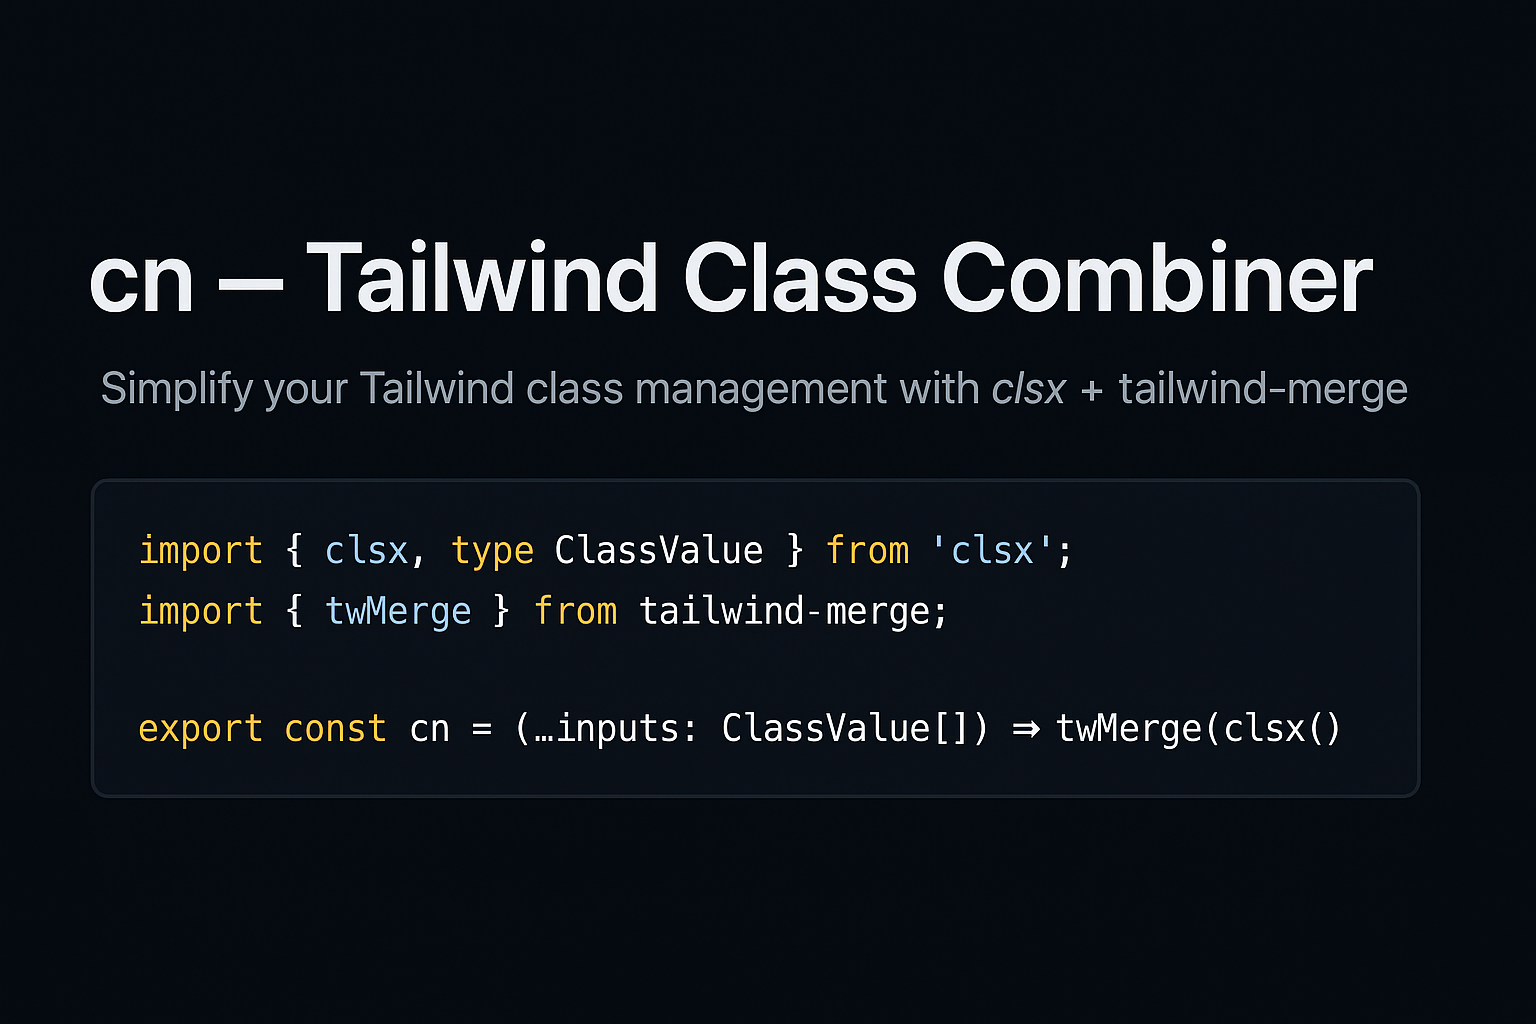 cn — Tailwind Class Combiner
Simplify your Tailwind class management with clsx + tailwind-merge
import { clsx, type ClassValue } from 'clsx';
import { twMerge } from tailwind-merge;
export const cn = (…inputs: ClassValue[]) ⇒ twMerge(clsx()